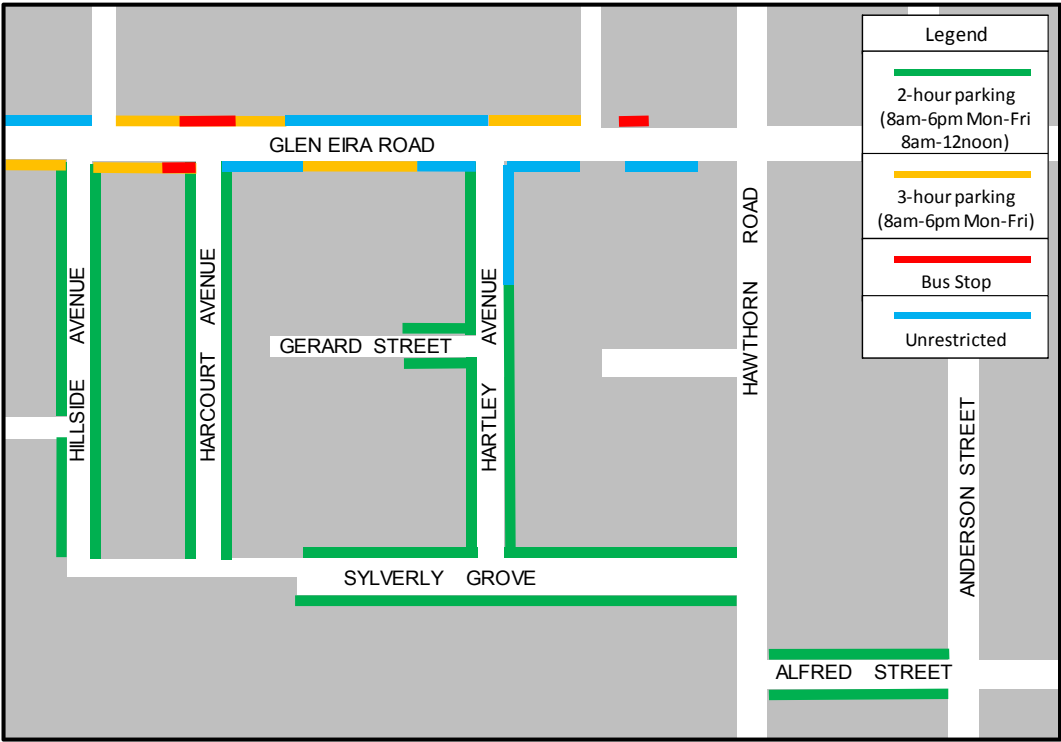 Legend
2-hour parking
(8am-6pm Mon-Fri
8am-12noon)
3-hour parking
(8am-6pm Mon-Fri)
Bus Stop
Unrestricted
GLEN EIRA ROAD
HILLSIDE AVENUE
HARCOURT AVENUE
GERARD STREET
HARTLEY AVENUE
HAWTHORN ROAD
ANDERSON STREET
SYLVERLY GROVE
ALFRED STREET